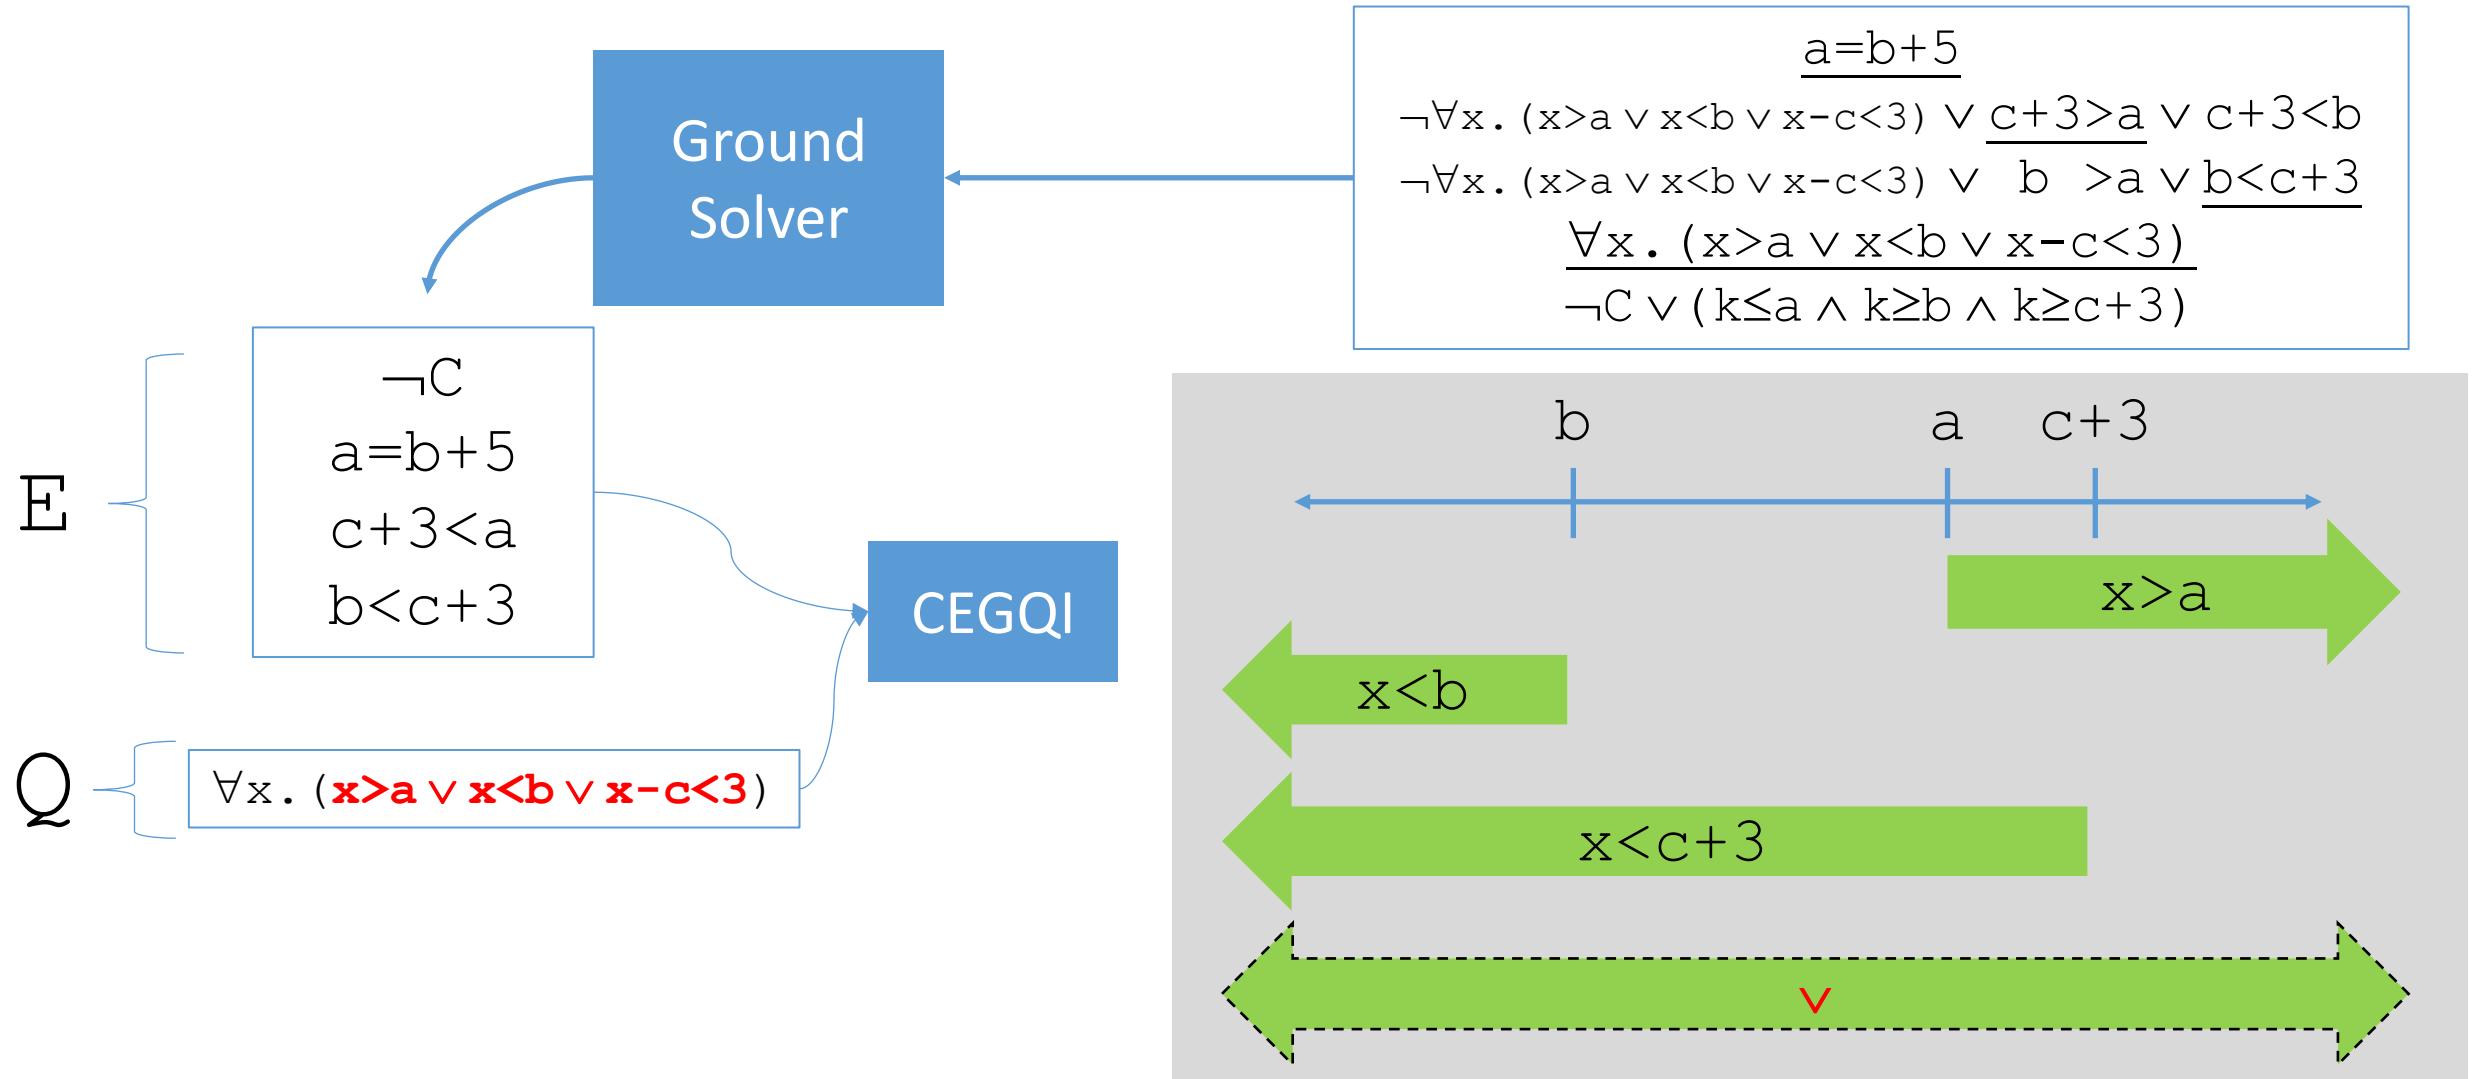 a=b+5
¬∀x.(x>a ∨ x<b ∨ x-c<3) ∨ c+3>a ∨ c+3<b
¬∀x.(x>a ∨ x<b ∨ x-c<3) ∨ b >a ∨ b<c+3
∀x.(x>a ∨ x<b ∨ x-c<3)
¬C ∨ (k≤a ∧ k≥b ∧ k≥c+3)
Ground
Solver
¬C
a=b+5
c+3<a
b<c+3
E
CEGQI
Q
∀x.(x>a ∨ x<b ∨ x-c<3)
b a c+3
x>a
x<b
x<c+3
∨